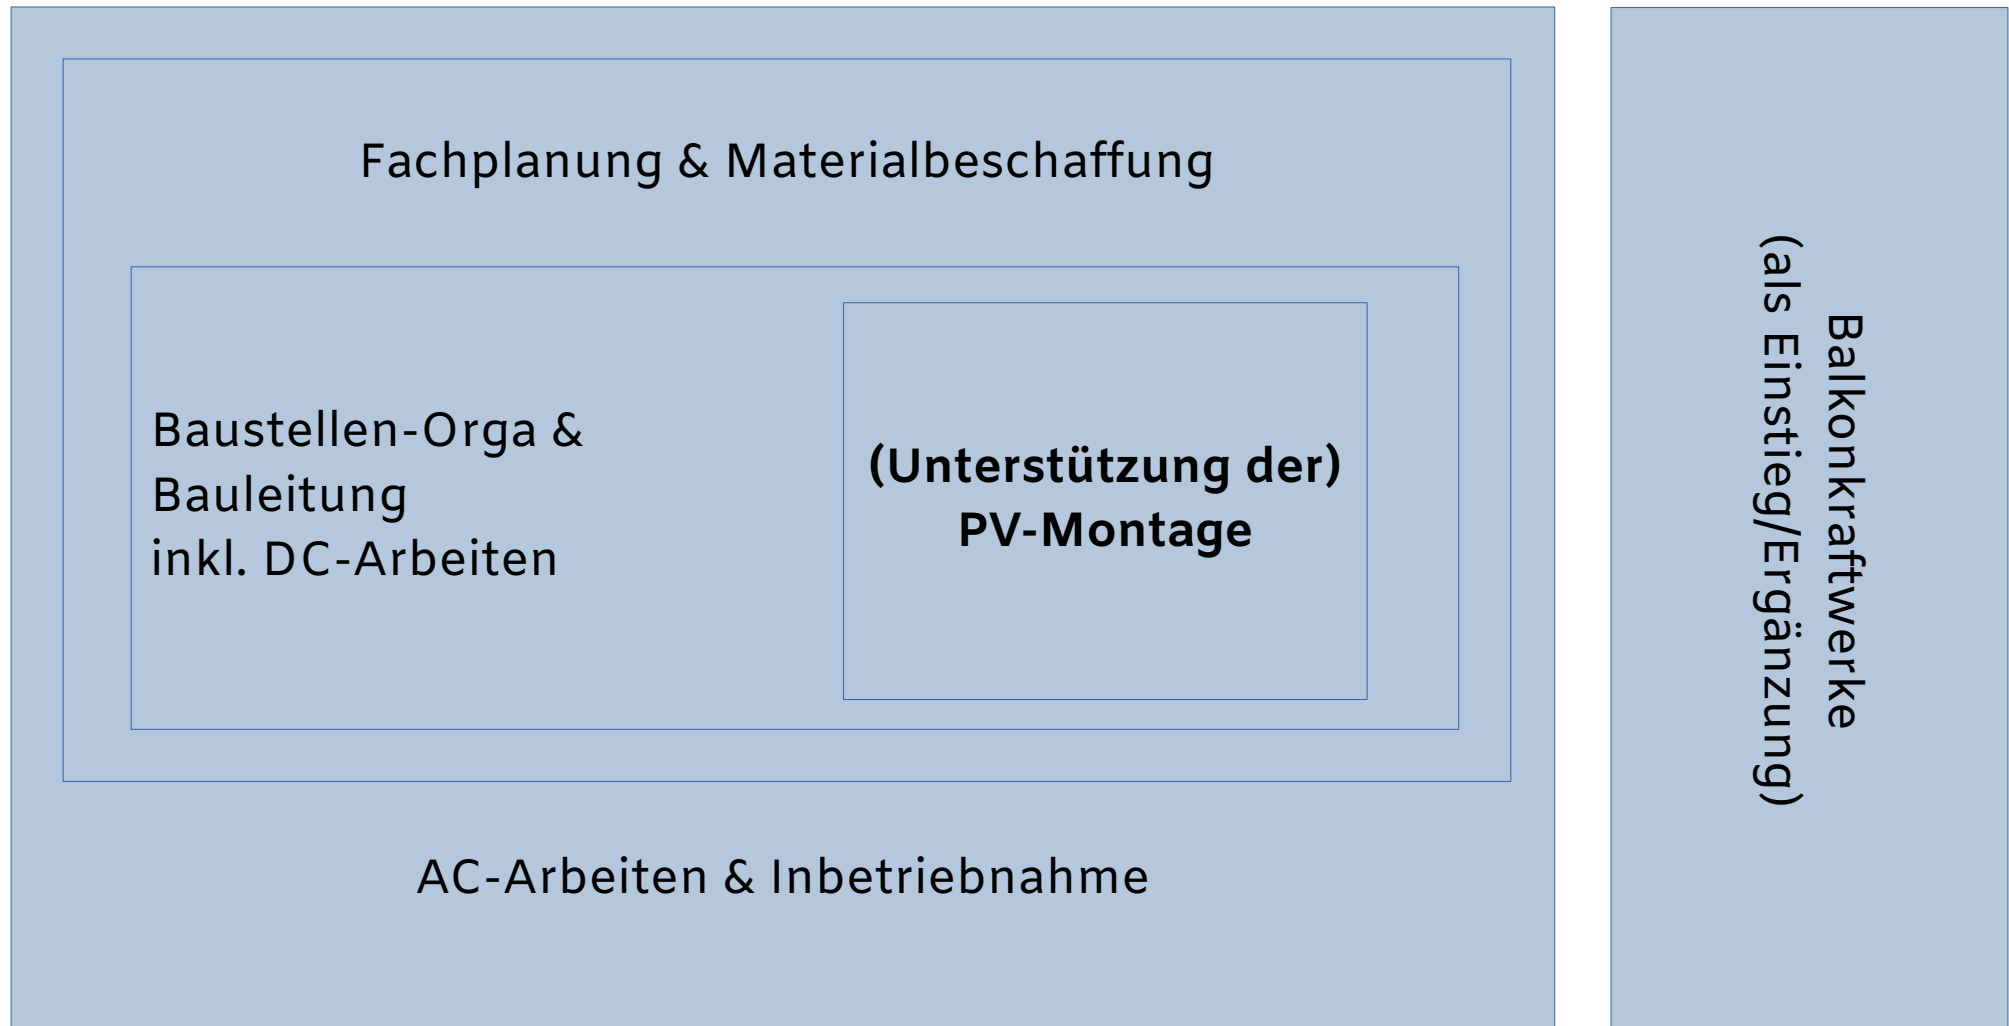 Fachplanung & Materialbeschaffung
Baustellen-Orga &
Bauleitung
inkl. DC-Arbeiten
(Unterstützung der)
PV-Montage
AC-Arbeiten & Inbetriebnahme
Balkonkraftwerke
(als Einstieg/Ergänzung)